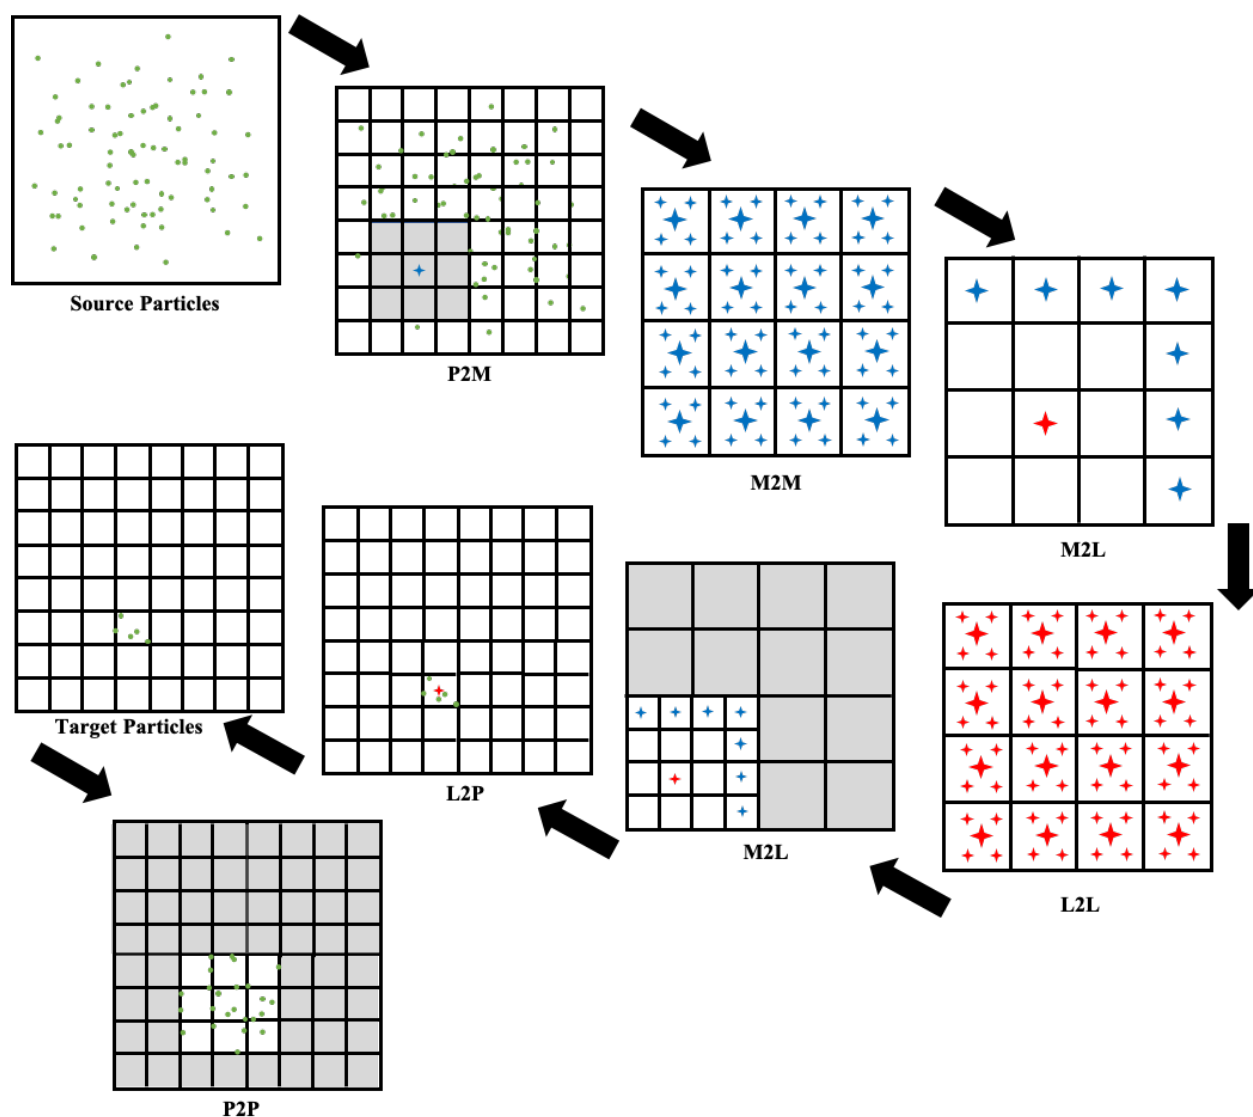 Source Particles
P2M
M2M
M2L
L2L
M2L
L2P
Target Particles
P2P